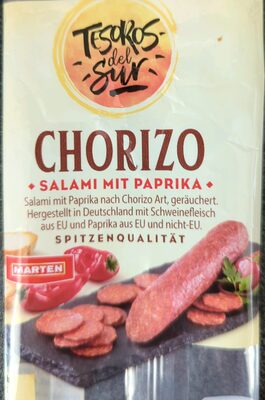 TESOROS
del
Sur
CHORIZO
SALAMI MIT PAPRIKA
Salami mit Paprika nach Chorizo Art, geräuchert.
Hergestellt in Deutschland mit Schweinefleisch
aus EU und Paprika aus EU und nicht-EU.
SPITZENQUALITÄT
MARTEN